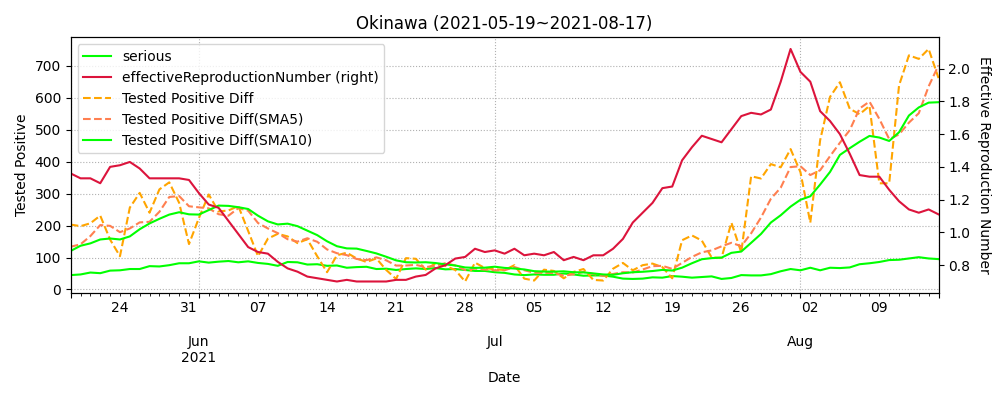 Okinawa (2021-05-19~2021-08-17)
serious
effectiveReproductionNumber (right)
Tested Positive Diff
Tested Positive Diff(SMA5)
Tested Positive Diff(SMA10)
Tested Positive
700
600
500
400
300
200
100
0
2.0
1.8
1.6
1.4
1.2
1.0
0.8
Effective Reproduction Number
24 31 07 14 21 28 05 12 19 26 02 09
Jun Jul Aug
2021
Date